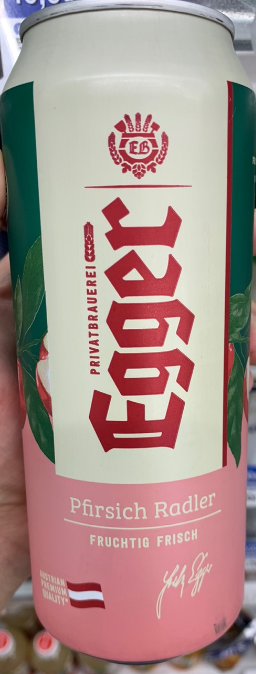 EB
PRIVATBRAUEREI
Egger
Pfirsich Radler
FRUCHTIG FRISCH
AUSTRIAN
PREMIUM
QUALITY*